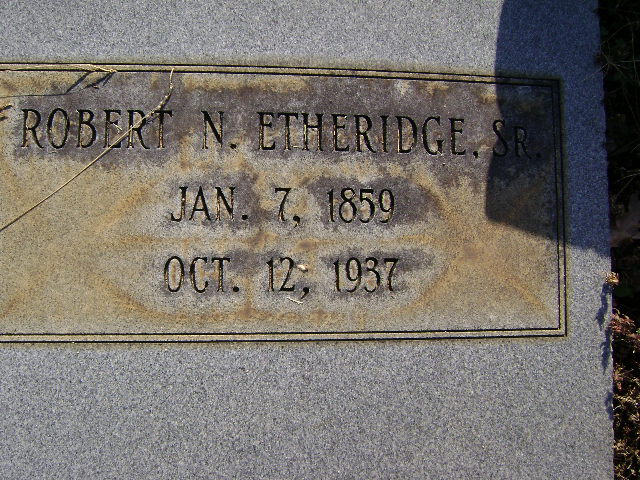 ROBERT N. ETHERIDGE, SR.
JAN. 7, 1859
OCT. 12, 1937